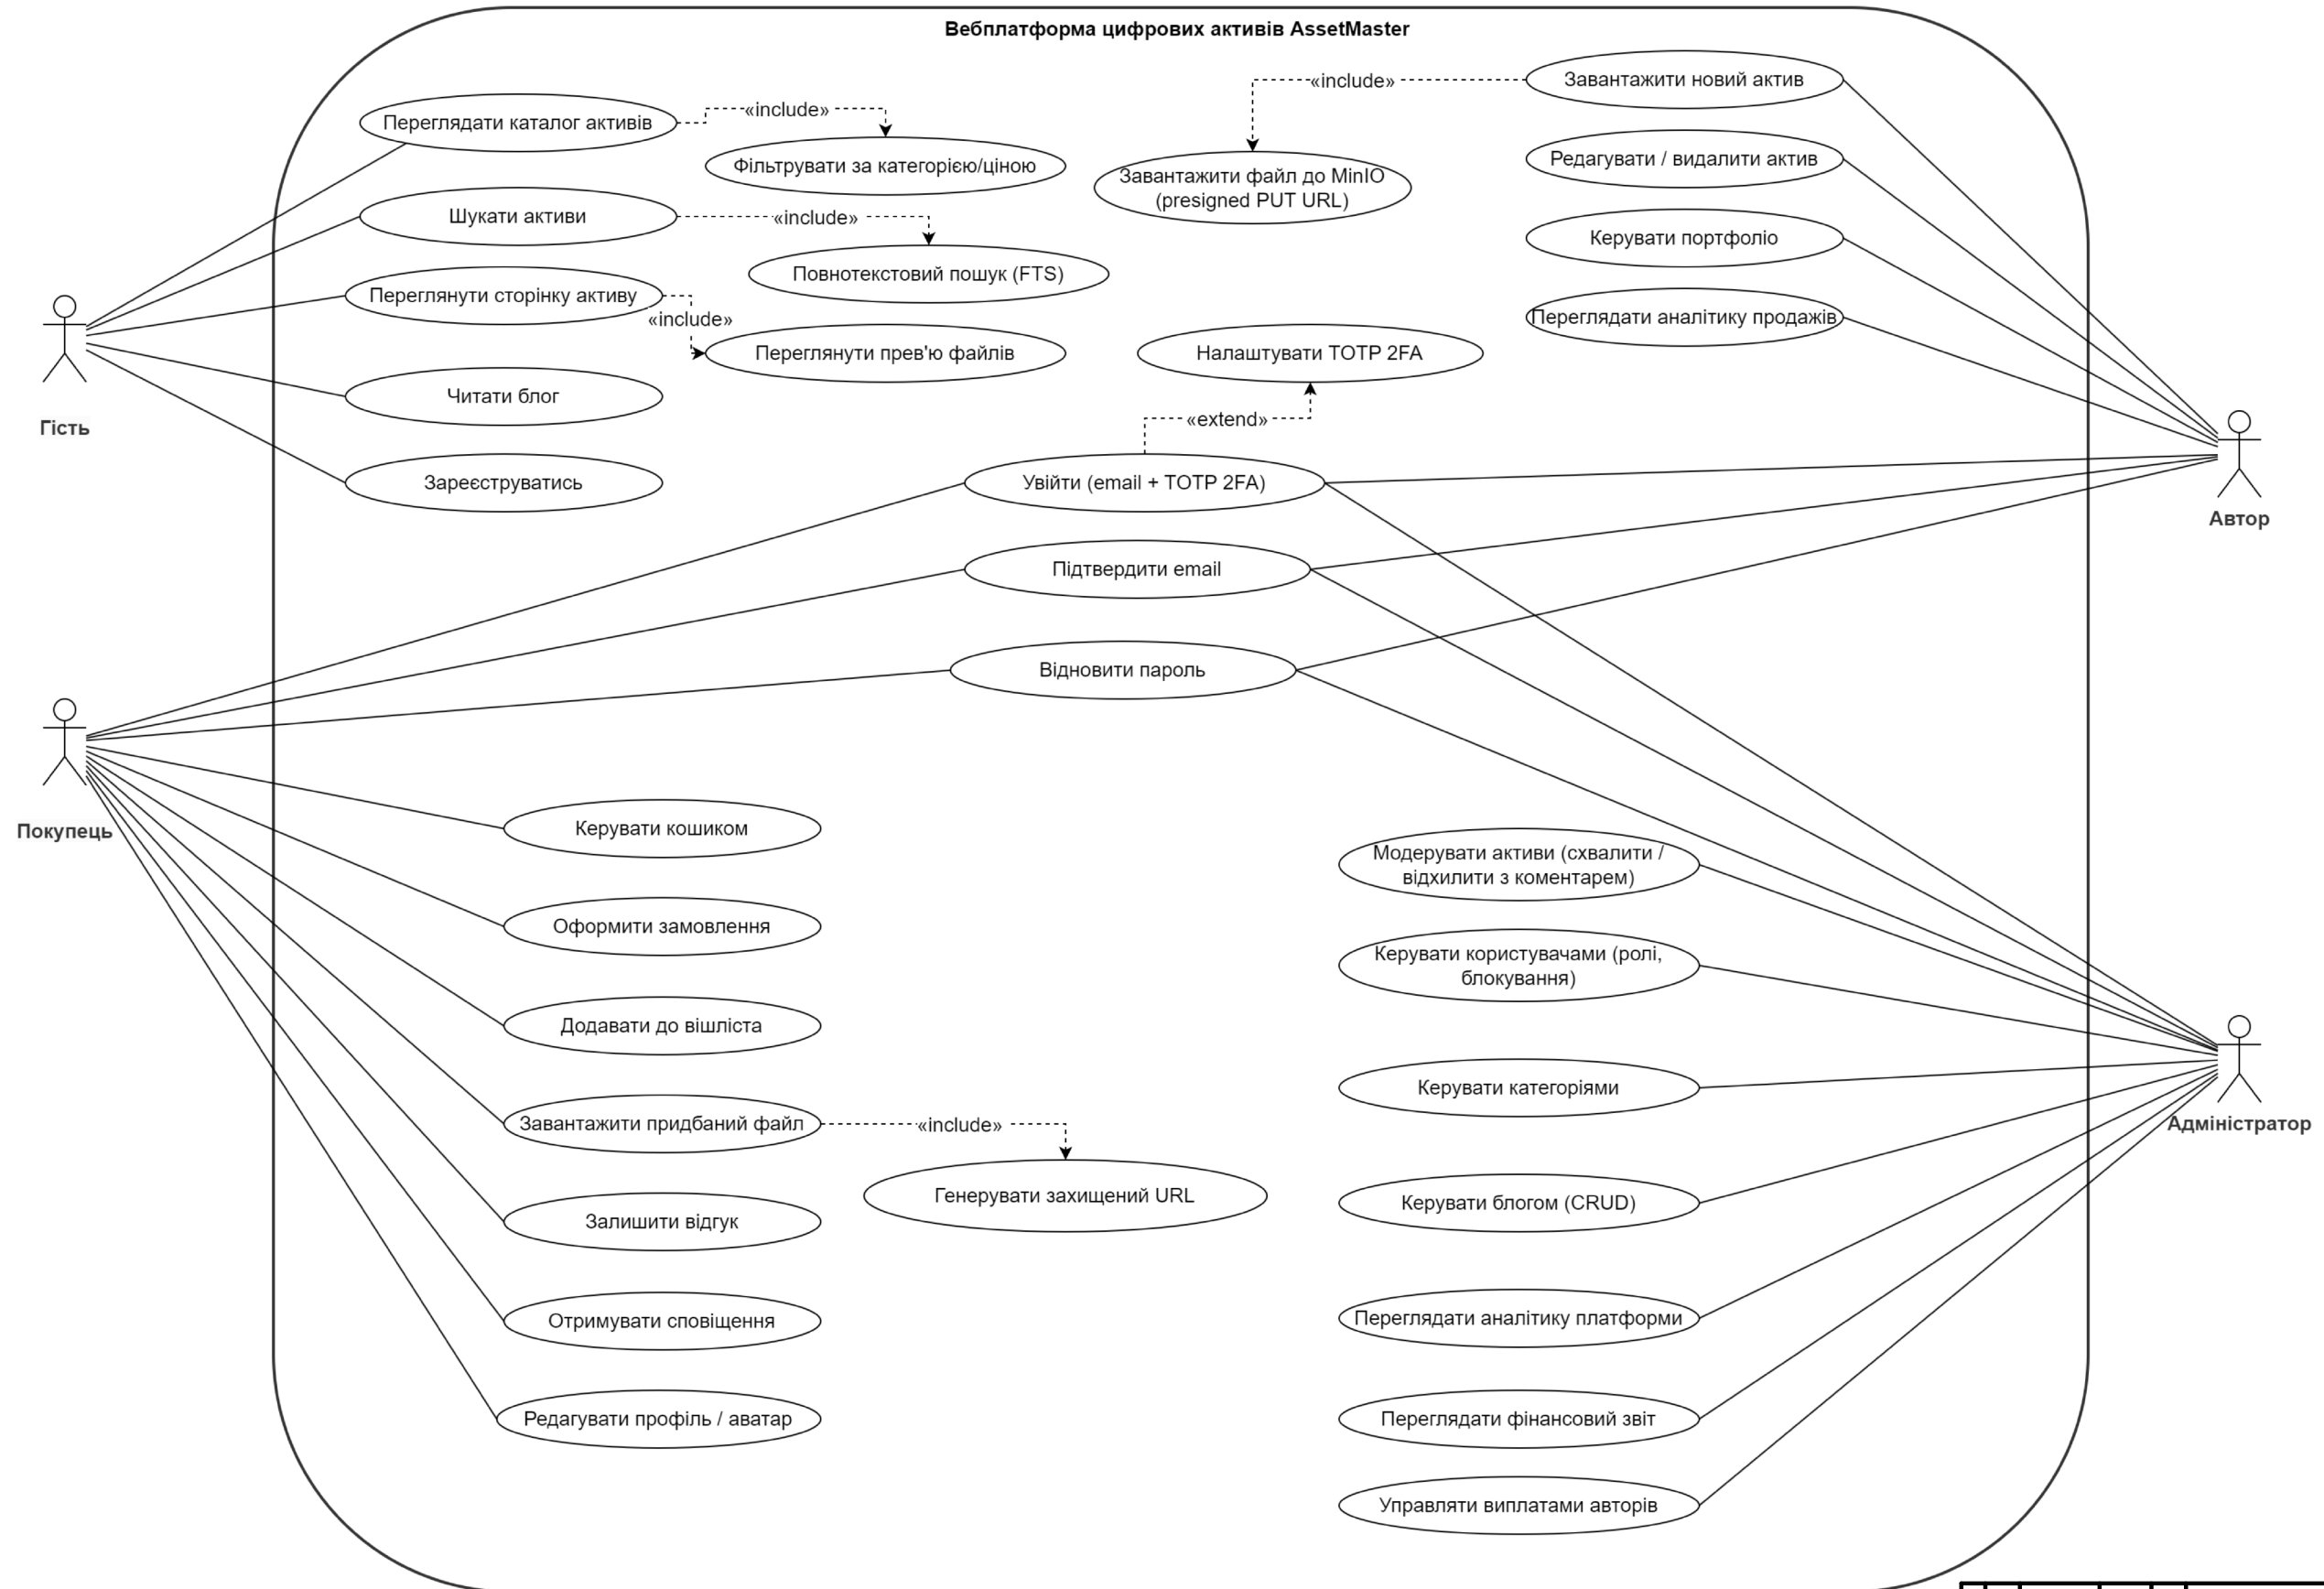 Вебплатформа цифрових активів AssetMaster
Переглядати каталог активів
«include»
Фільтрувати за категорією/ціною
Шукати активи
«include»
Повнотекстовий пошук (FTS)
Переглянути сторінку активу
«include»
Переглянути прев'ю файлів
Читати блог
Зареєструватись
Гість
«include»
Завантажити новий актив
Завантажити файл до MinIO
(presigned PUT URL)
Редагувати / видалити актив
Керувати портфоліо
Переглядати аналітику продажів
Налаштувати TOTP 2FA
«extend»
Увійти (email + TOTP 2FA)
Автор
Підтвердити email
Відновити пароль
Покупець
Керувати кошиком
Оформити замовлення
Додавати до вішліста
Завантажити придбаний файл
«include»
Генерувати захищений URL
Залишити відгук
Отримувати сповіщення
Редагувати профіль / аватар
Модерувати активи (схвалити /
відхилити з коментарем)
Керувати користувачами (ролі,
блокування)
Керувати категоріями
Адміністратор
Керувати блогом (CRUD)
Переглядати аналітику платформи
Переглядати фінансовий звіт
Управляти виплатами авторів